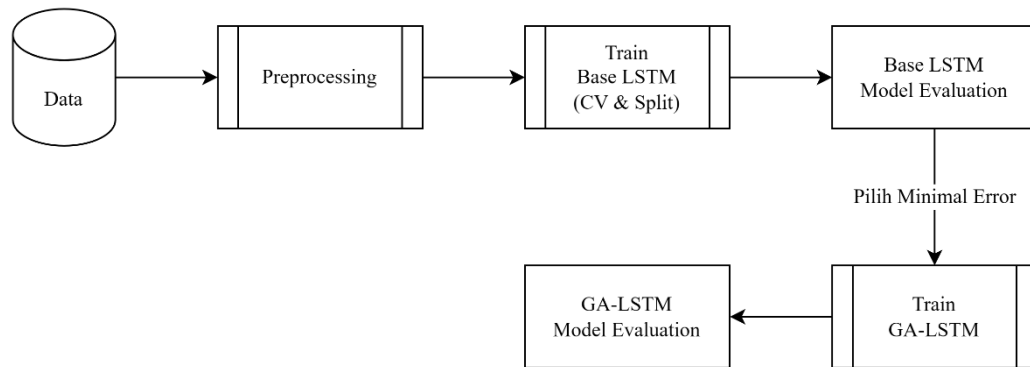 Data
Preprocessing
Train
Base LSTM
(CV & Split)
Base LSTM
Model Evaluation
Pilih Minimal Error
Train
GA-LSTM
GA-LSTM
Model Evaluation